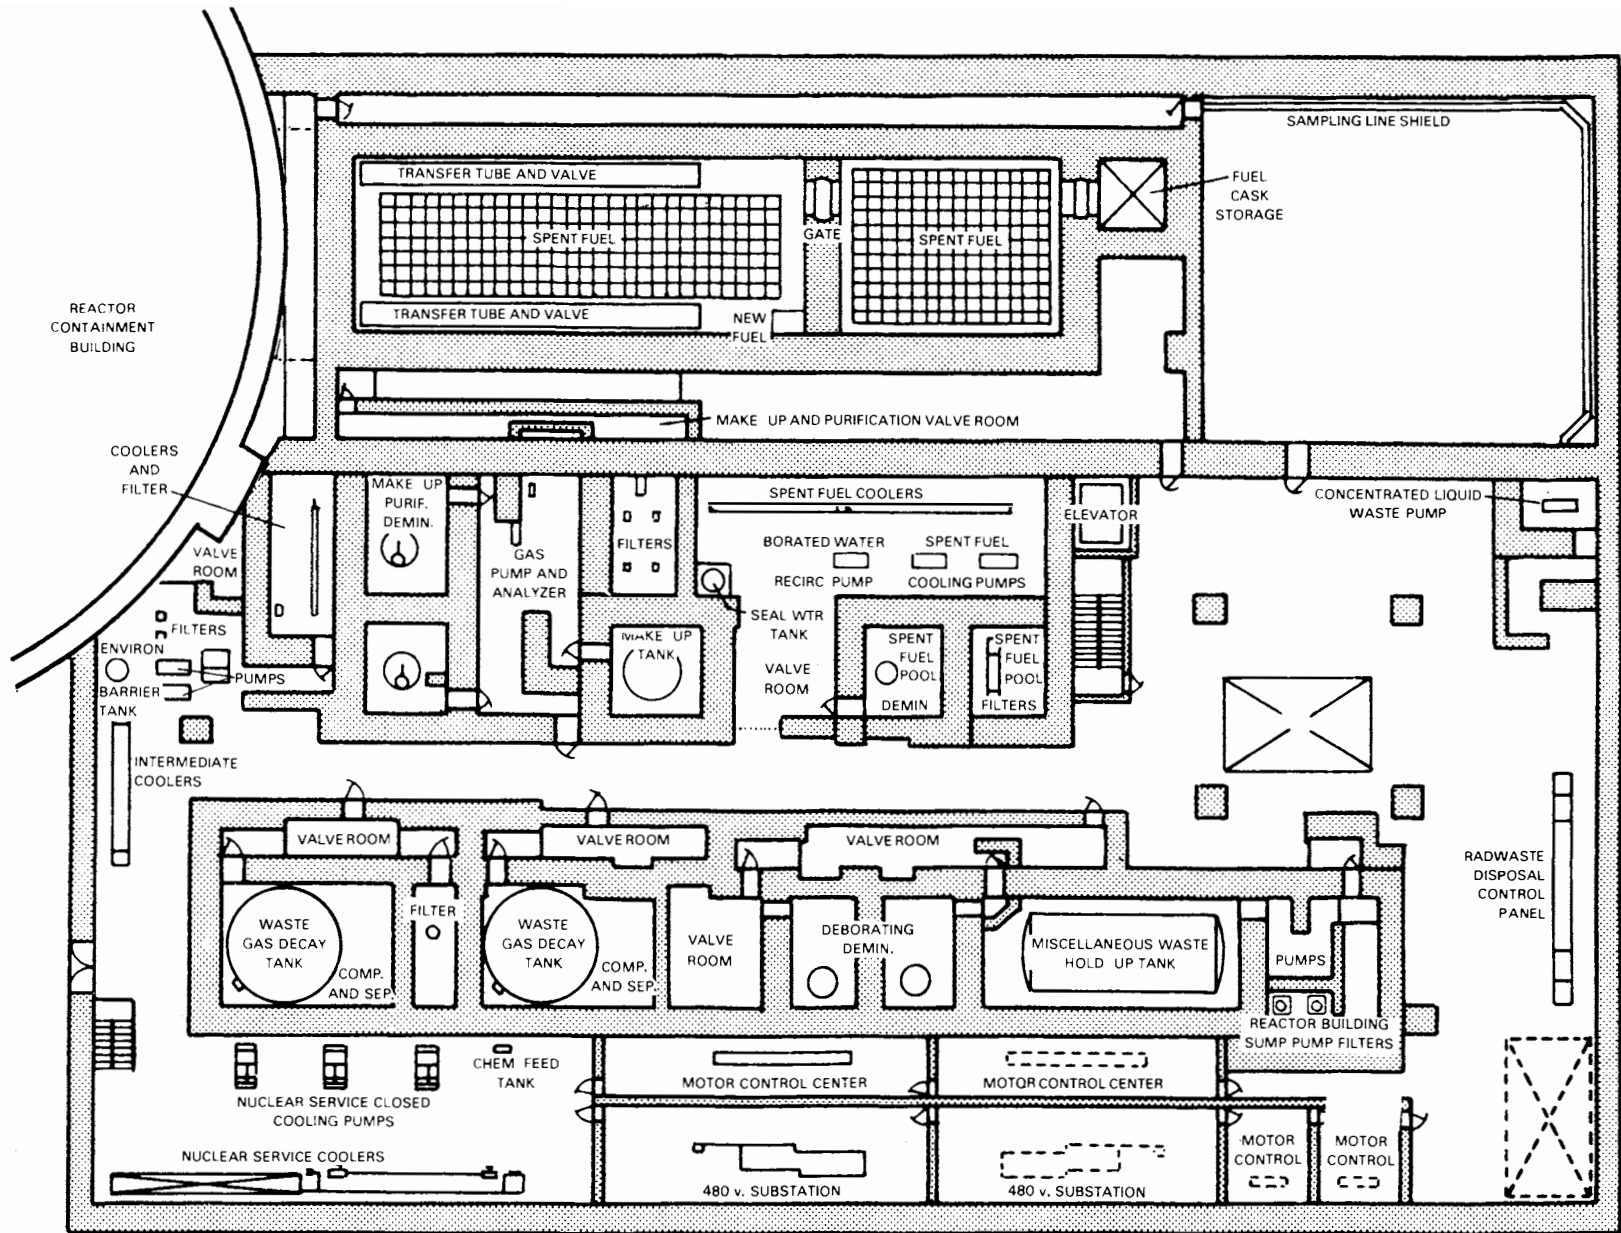 SAMPLING LINE SHIELD
TRANSFER TUBE AND VALVE
FUEL
CASK
STORAGE
SPENT FUEL
GATE
SPENT FUEL
REACTOR
CONTAINMENT
BUILDING
TRANSFER TUBE AND VALVE
NEW
FUEL
MAKE UP AND PURIFICATION VALVE ROOM
COOLERS
AND
FILTER
MAKE UP
PURIF.
DEMIN.
SPENT FUEL COOLERS
ELEVATOR
CONCENTRATED LIQUID
WASTE PUMP
VALVE
ROOM
GAS
PUMP AND
ANALYZER
FILTERS
BORATED WATER
RECIRC PUMP
SPENT FUEL
COOLING PUMPS
SEAL WTR
TANK
FILTERS
ENVIRON
BARRIER
TANK
PUMPS
MAKE UP
TANK
VALVE
ROOM
SPENT
FUEL
POOL
DEMIN
SPENT
FUEL
POOL
FILTERS
INTERMEDIATE
COOLERS
VALVE ROOM
VALVE ROOM
VALVE ROOM
RADWASTE
DISPOSAL
CONTROL
PANEL
WASTE
GAS DECAY
TANK
COMP.
AND SEP.
FILTER
WASTE
GAS DECAY
TANK
COMP.
AND SEP.
VALVE
ROOM
DEBORATING
DEMIN.
MISCELLANEOUS WASTE
HOLD UP TANK
PUMPS
REACTOR BUILDING
SUMP PUMP FILTERS
CHEM FEED
TANK
MOTOR CONTROL CENTER
MOTOR CONTROL CENTER
NUCLEAR SERVICE CLOSED
COOLING PUMPS
NUCLEAR SERVICE COOLERS
480 v. SUBSTATION
480 v. SUBSTATION
MOTOR
CONTROL
MOTOR
CONTROL